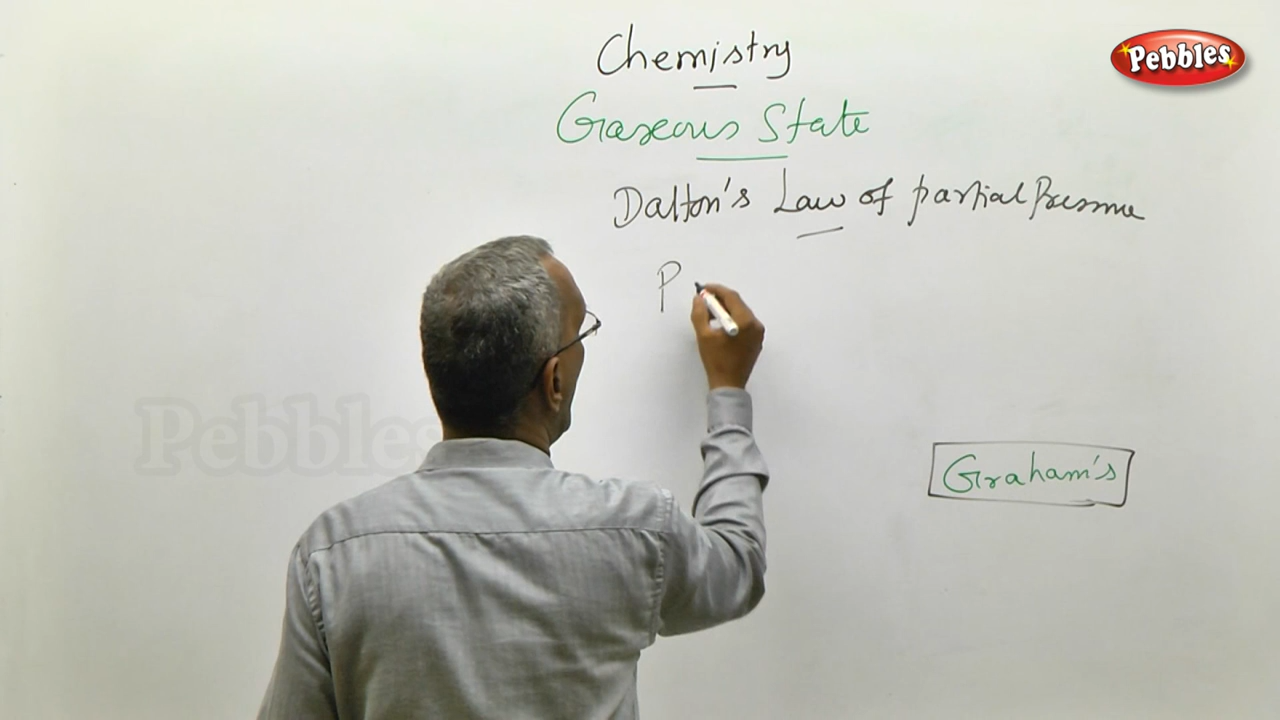 Chemistry
Pebbles
Gaseous State
Dalton's Law of partial Pressure
P
Pebbles
Graham's